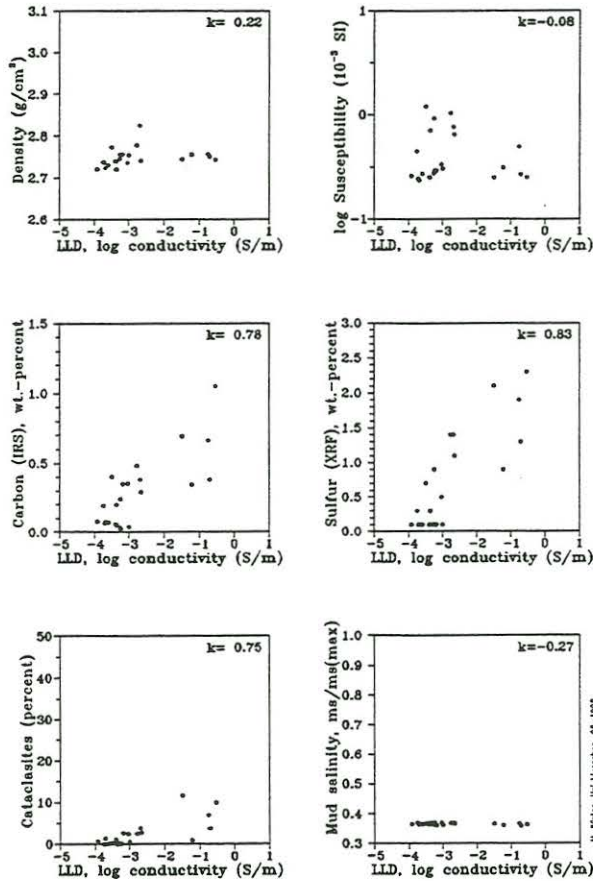 k= 0.22
Density (g/cm³)
3.1
3.0
2.9
2.8
2.7
2.6
-5 -4 -3 -2 -1 0 1
LLD, log conductivity (S/m)
k=-0.08
log Susceptibility (10⁻³ SI)
1
0
-1
-5 -4 -3 -2 -1 0 1
LLD, log conductivity (S/m)
k= 0.78
Carbon (IRS), wt.-percent
1.5
1.0
0.5
0.0
-5 -4 -3 -2 -1 0 1
LLD, log conductivity (S/m)
k= 0.83
Sulfur (XRF), wt.-percent
3.0
2.5
2.0
1.5
1.0
0.5
0.0
-5 -4 -3 -2 -1 0 1
LLD, log conductivity (S/m)
k= 0.75
Cataclasites (percent)
50
40
30
20
10
0
-5 -4 -3 -2 -1 0 1
LLD, log conductivity (S/m)
k=-0.27
Mud salinity, ms/ms(max)
1.0
0.9
0.8
0.7
0.6
0.5
0.4
0.3
-5 -4 -3 -2 -1 0 1
LLD, log conductivity (S/m)